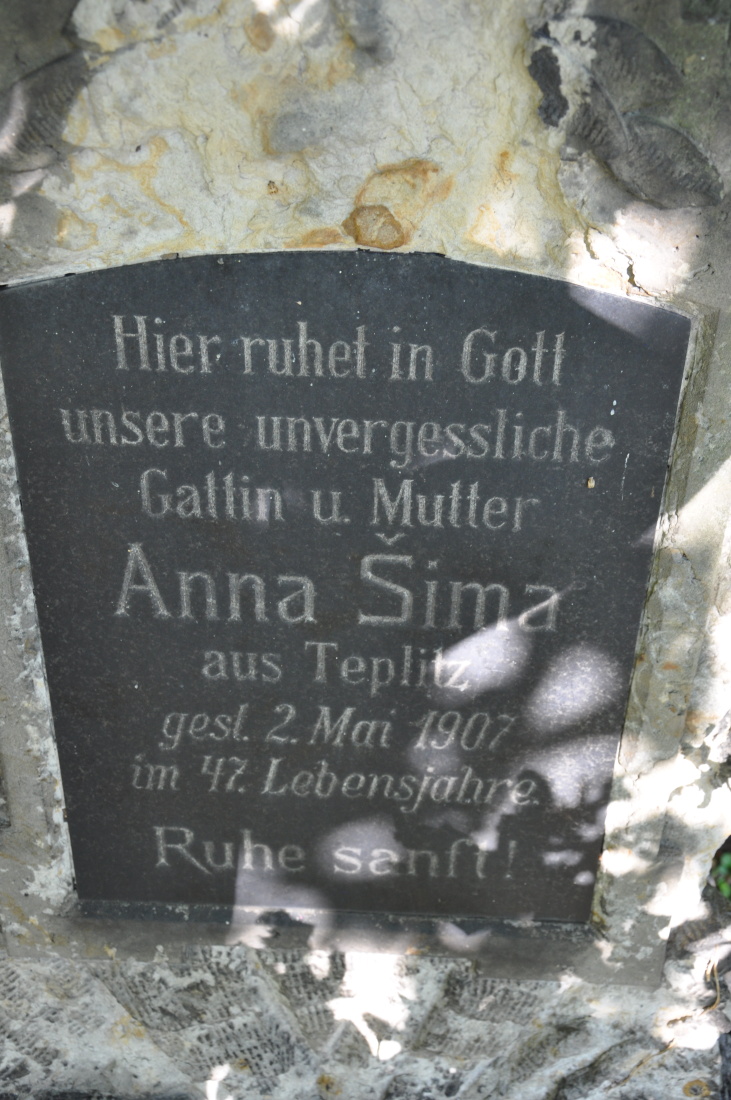 Hier ruhet in Gott
unsere unvergessliche
Gattin u. Mutter
Anna Šima
aus Teplitz
gest. 2. Mai 1907
im 47. Lebensjahre.
Ruhe sanft!